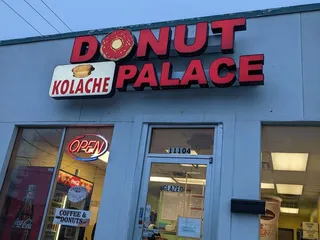 DONUT
KOLACHE PALACE
OPEN
11104
GLAZED
COFFEE
& DONUTS